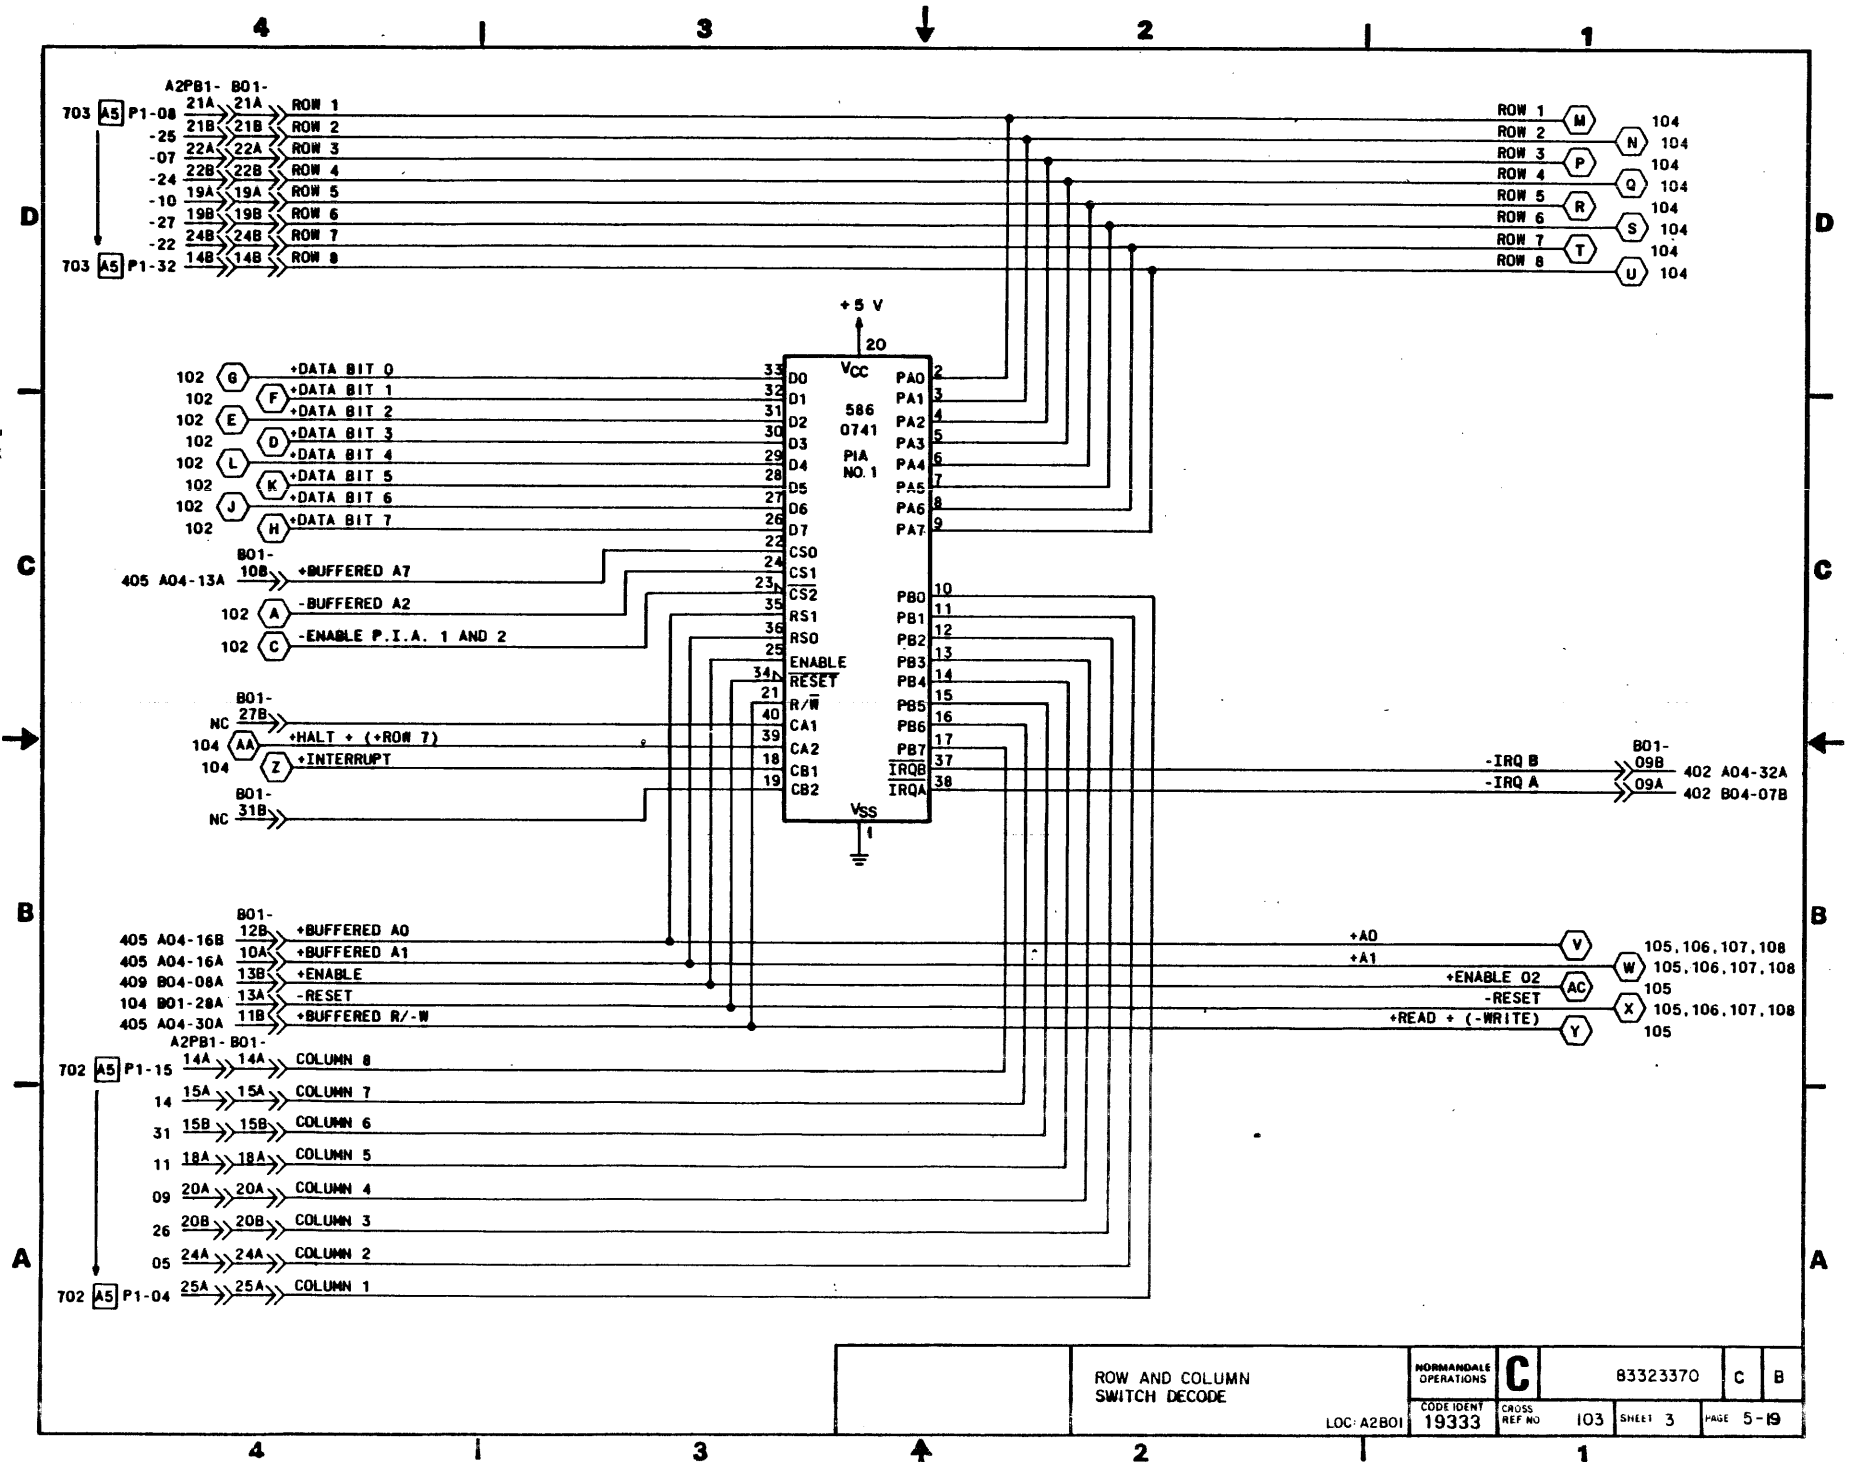 4 3 2 1
A2PB1- B01-
703 A5 P1-08 21A 21A ROW 1 ROW 1 M 104
-25 21B 21B ROW 2 ROW 2 N 104
-07 22A 22A ROW 3 ROW 3 P 104
-24 22B 22B ROW 4 ROW 4 Q 104
-10 19A 19A ROW 5 ROW 5 R 104
D -27 19B 19B ROW 6 ROW 6 S 104 D
-22 24B 24B ROW 7 ROW 7 T 104
703 A5 P1-32 14B 14B ROW 8 ROW 8 U 104
+5 V
20
VCC
102 G +DATA BIT 0 33 D0 PA0 2
102 F +DATA BIT 1 32 D1 PA1 3
102 E +DATA BIT 2 31 D2 586 PA2 4
102 D +DATA BIT 3 30 D3 0741 PA3 5
102 L +DATA BIT 4 29 D4 PIA PA4 6
102 K +DATA BIT 5 28 D5 NO. 1 PA5 7
102 J +DATA BIT 6 27 D6 PA6 8
102 H +DATA BIT 7 26 D7 PA7 9
22 CS0
C B01- C
405 A04-13A 10B +BUFFERED A7 24 CS1
23 CS2 PB0 10
102 A -BUFFERED A2 35 RS1 PB1 11
102 C -ENABLE P.I.A. 1 AND 2 36 RS0 PB2 12
25 ENABLE PB3 13
34 RESET PB4 14
B01- 21 R/W PB5 15
NC 27B 40 CA1 PB6 16
104 AA +HALT + (+ROW 7) 39 CA2 PB7 17
104 Z +INTERRUPT 18 CB1 IRQB 37 -IRQ B B01- 09B 402 A04-32A
19 CB2 IRQA 38 -IRQ A 09A 402 B04-07B
B01-
NC 31B
VSS
1
B B01- B
405 A04-16B 12B +BUFFERED A0 +A0 V 105,106,107,108
405 A04-16A 10A +BUFFERED A1 +A1 W 105,106,107,108
409 B04-08A 13B +ENABLE +ENABLE 02 AC 105
104 B01-28A 13A -RESET -RESET X 105,106,107,108
405 A04-30A 11B +BUFFERED R/-W +READ + (-WRITE) Y 105
A2PB1- B01-
702 A5 P1-15 14A 14A COLUMN 8
14 15A 15A COLUMN 7
31 15B 15B COLUMN 6
11 18A 18A COLUMN 5
09 20A 20A COLUMN 4
26 20B 20B COLUMN 3
A 05 24A 24A COLUMN 2 A
702 A5 P1-04 25A 25A COLUMN 1
ROW AND COLUMN
SWITCH DECODE
LOC: A2B01
NORMANDALE
OPERATIONS
C 83323370 C B
CODE IDENT
19333
CROSS
REF NO 103 SHEET 3 PAGE 5-19
4 3 2 1